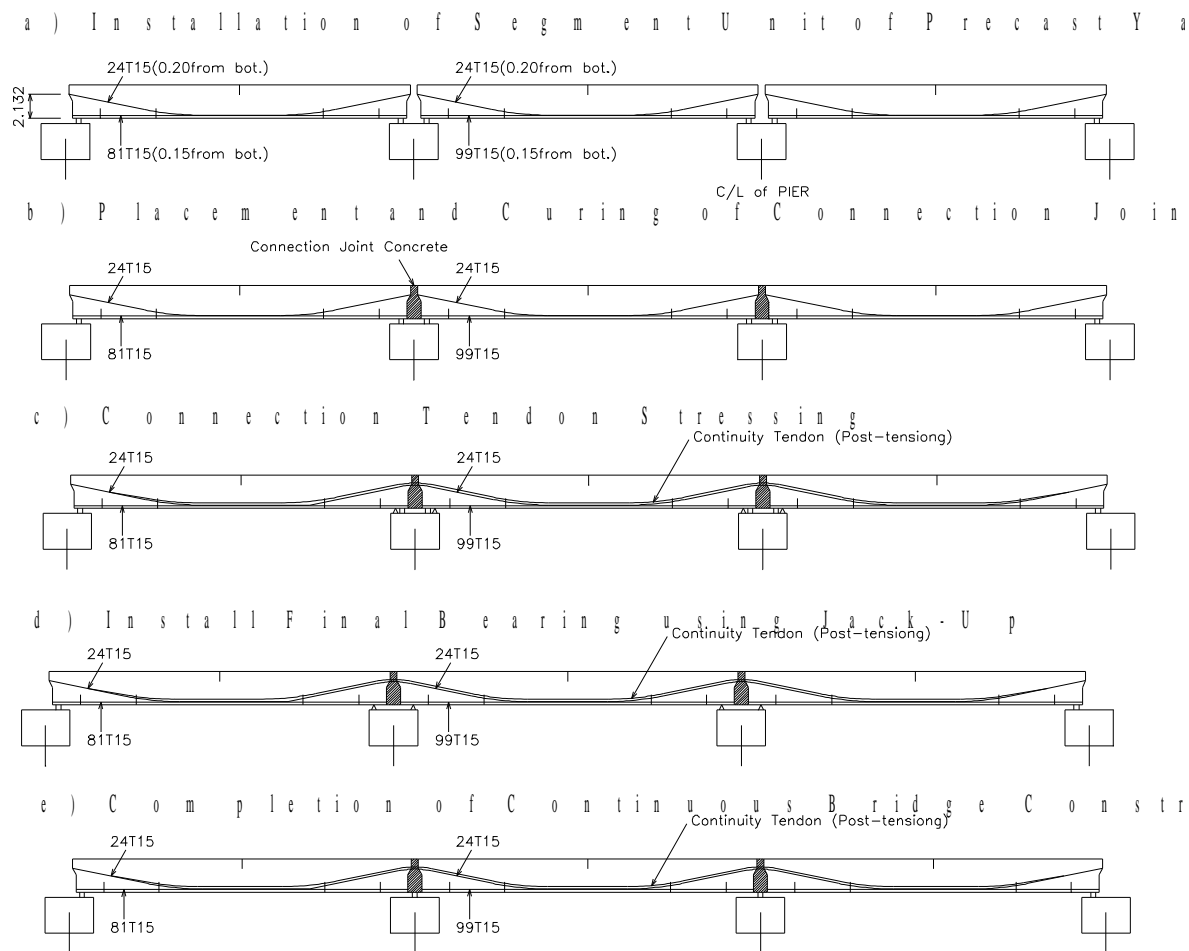 a) Installation of Segment Unit of Precast Ya
24T15(0.20from bot.)
24T15(0.20from bot.)
2.132
81T15(0.15from bot.)
99T15(0.15from bot.)
C/L of PIER
b) Placement and Curing of Connection Join
Connection Joint Concrete
24T15
24T15
81T15
99T15
c) Connection Tendon Stressing
Continuity Tendon (Post-tensiong)
24T15
24T15
81T15
99T15
d) Install Final Bearing using Jack-Up
Continuity Tendon (Post-tensiong)
24T15
24T15
81T15
99T15
e) Completion of Continuous Bridge Constr
Continuity Tendon (Post-tensiong)
24T15
24T15
81T15
99T15